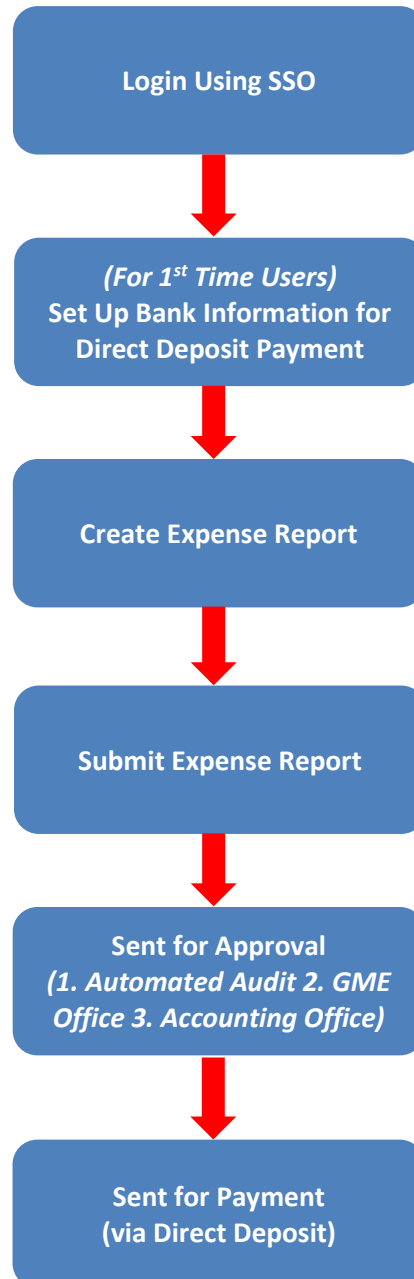 Login Using SSO
(For 1st Time Users)
Set Up Bank Information for
Direct Deposit Payment
Create Expense Report
Submit Expense Report
Sent for Approval
(1. Automated Audit 2. GME
Office 3. Accounting Office)
Sent for Payment
(via Direct Deposit)